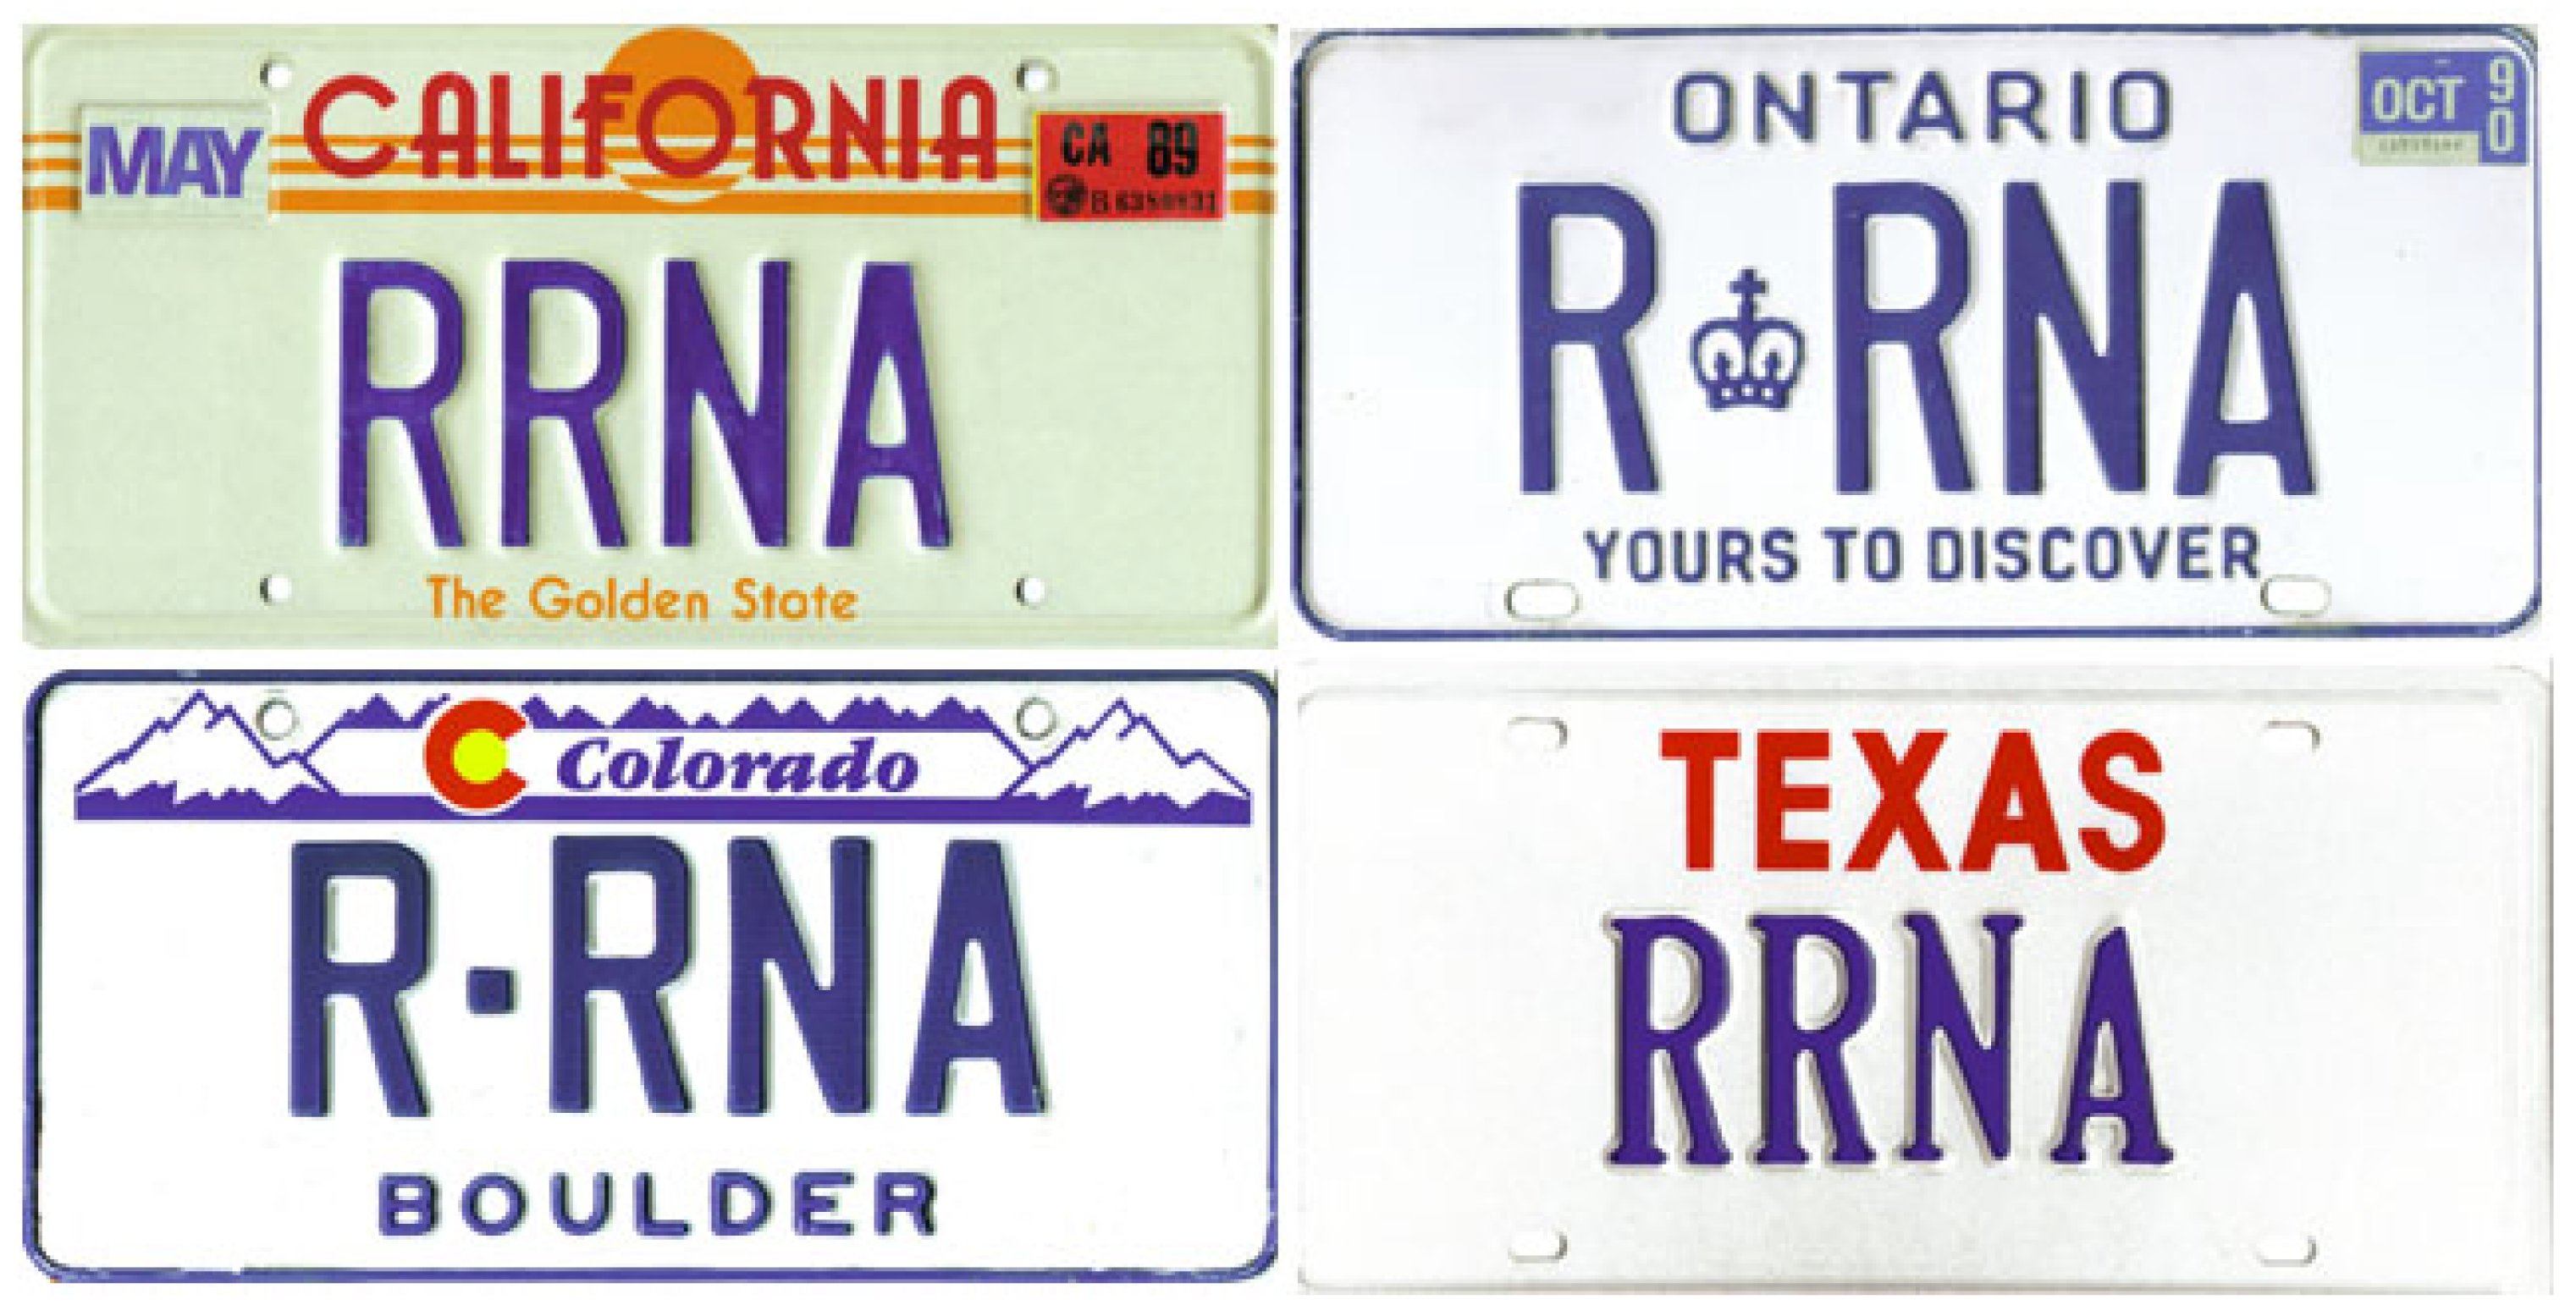 CALIFORNIA
MAY
CA 89
RRNA
The Golden State
ONTARIO
OCT 90
R RNA
YOURS TO DISCOVER
Colorado
R-RNA
BOULDER
TEXAS
RRNA